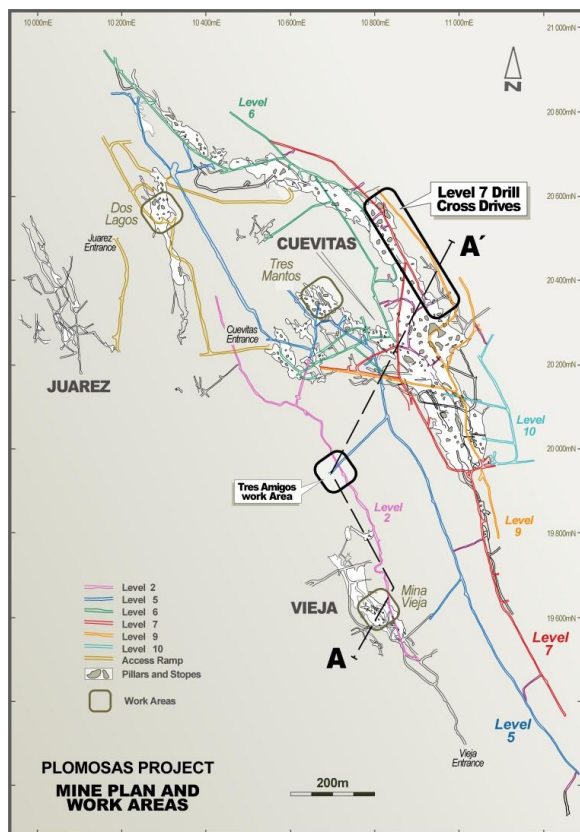 10 000mE
10 200mE
10 400mE
10 600mE
10 800mE
11 000mE
21 000mN
N
Level
6
20 800mN
Level 7 Drill
Cross Drives
Dos
Lagos
20 600mN
Juarez
Entrance
CUEVITAS
A´
Tres
Mantos
20 400mN
Cuevitas
Entrance
JUAREZ
20 200mN
Level
10
Tres Amigos
work Area
20 000mN
Level
2
Level
9
19 800mN
Level 2
Level 5
Level 6
Level 7
Level 9
Level 10
Access Ramp
Pillars and Stopes
Work Areas
VIEJA
Mina
Vieja
19 600mN
A
Level
7
Level
5
Vieja
Entrance
PLOMOSAS PROJECT
MINE PLAN AND
WORK AREAS
200m